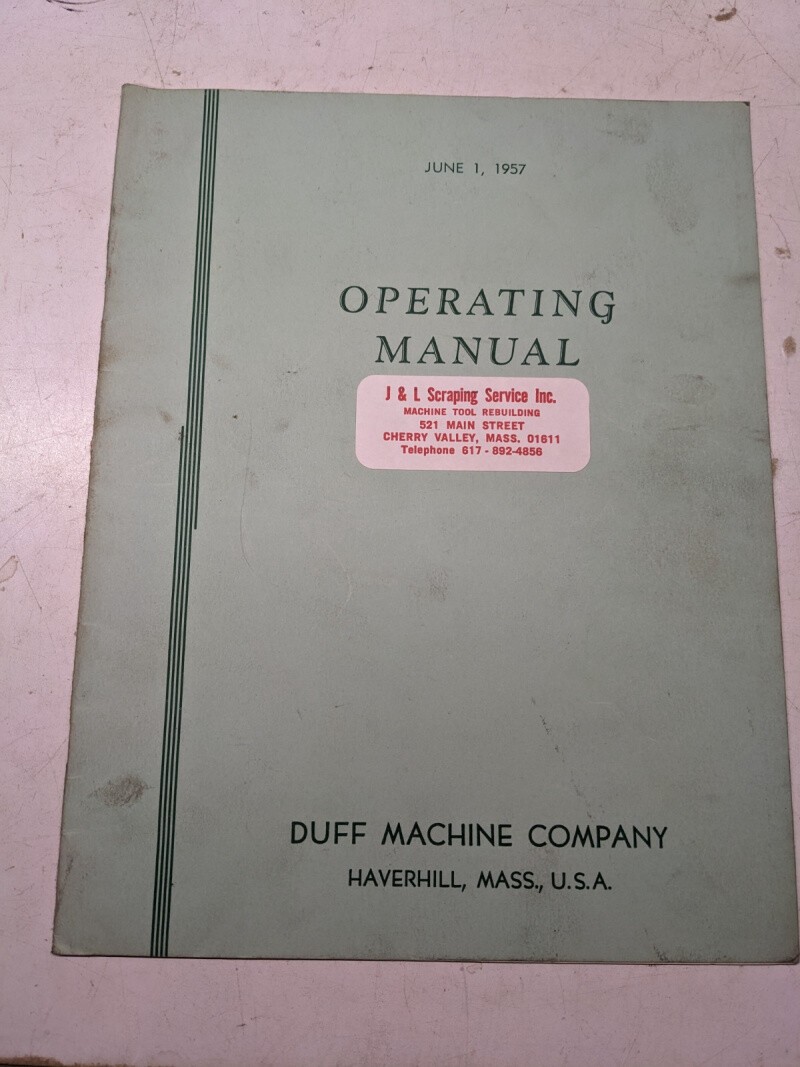 JUNE 1, 1957
OPERATING
MANUAL
J & L Scraping Service Inc.
MACHINE TOOL REBUILDING
521 MAIN STREET
CHERRY VALLEY, MASS. 01611
Telephone 617 - 892-4856
DUFF MACHINE COMPANY
HAVERHILL, MASS., U.S.A.